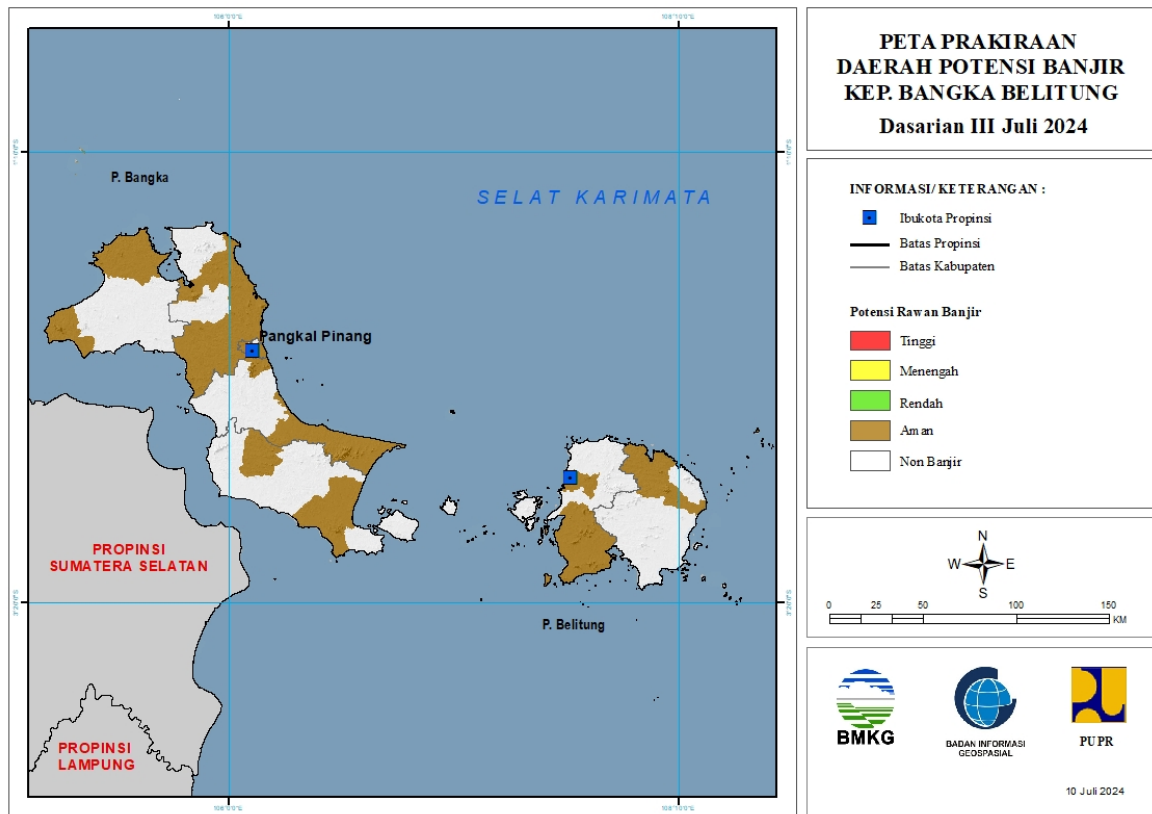 PETA PRAKIRAAN
DAERAH POTENSI BANJIR
KEP. BANGKA BELITUNG
Dasarian III Juli 2024
P. Bangka
SELAT KARIMATA
Pangkal Pinang
PROPINSI
SUMATERA SELATAN
P. Belitung
PROPINSI
LAMPUNG
INFORMASI/ KETERANGAN :
Ibukota Propinsi
Batas Propinsi
Batas Kabupaten
Potensi Rawan Banjir
Tinggi
Menengah
Rendah
Aman
Non Banjir
N
W E
S
0 25 50 100 150
KM
BMKG
BADAN INFORMASI
GEOSPASIAL
PUPR
10 Juli 2024